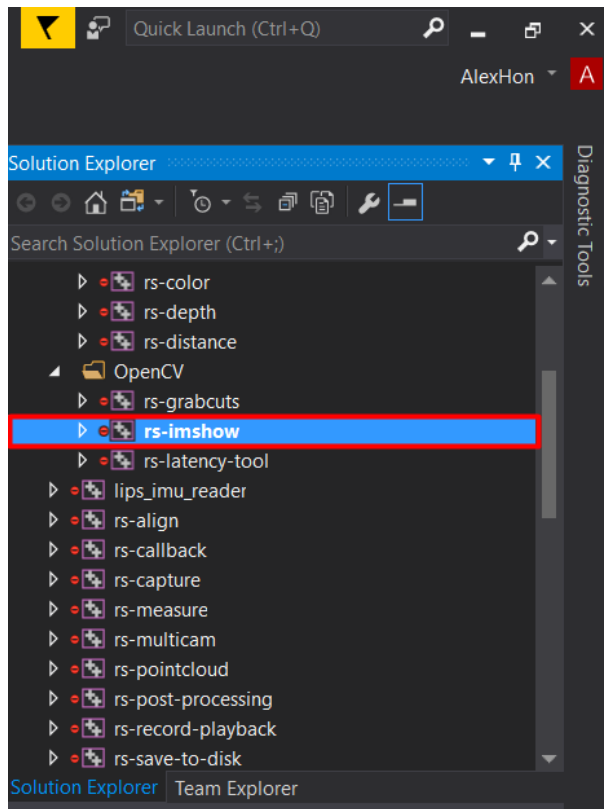 Quick Launch (Ctrl+Q)
AlexHon A
Solution Explorer
Search Solution Explorer (Ctrl+;)
rs-color
rs-depth
rs-distance
OpenCV
rs-grabcuts
rs-imshow
rs-latency-tool
lips_imu_reader
rs-align
rs-callback
rs-capture
rs-measure
rs-multicam
rs-pointcloud
rs-post-processing
rs-record-playback
rs-save-to-disk
Solution Explorer Team Explorer
Diagnostic Tools